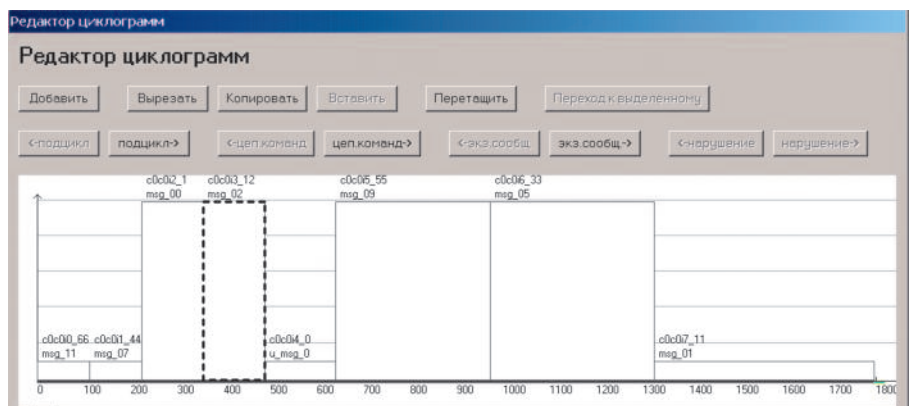 Редактор циклограмм
Редактор циклограмм
Добавить Вырезать Копировать Вставить Перетащить Переход к выделенному
<-подцикл подцикл-> <-цеп.команд цеп.команд-> <-экз.сообщ экз.сообщ.-> <-нарушение нарушение->
c0c0i2_1 c0c0i3_12 c0c0i5_55 c0c0i6_33
msg_00 msg_02 msg_09 msg_05
c0c0i0_66 c0c0i1_44 c0c0i4_0 c0c0i7_11
msg_11 msg_07 u_msg_0 msg_01
0 100 200 300 400 500 600 700 800 900 1000 1100 1200 1300 1400 1500 1600 1700 1800